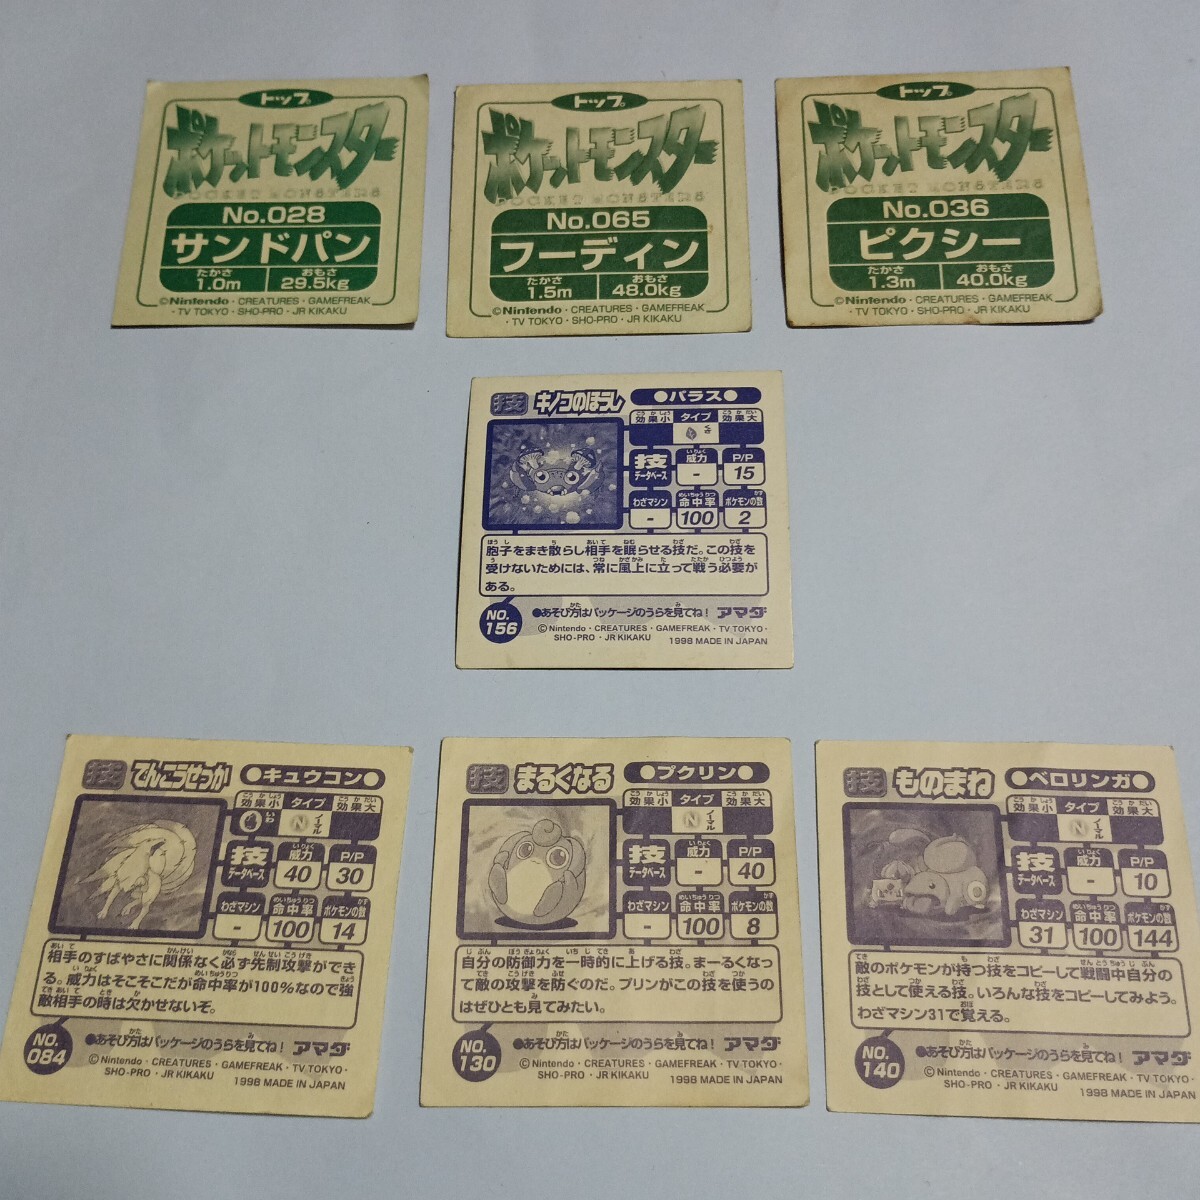 トップ
ポケットモンスター
POCKET MONSTERS
No.028
サンドパン
たかさ おもさ
1.0m 29.5kg
©Nintendo・CREATURES・GAMEFREAK
・TV TOKYO・SHO-PRO・JR KIKAKU
トップ
ポケットモンスター
POCKET MONSTERS
No.065
フーディン
たかさ おもさ
1.5m 48.0kg
©Nintendo・CREATURES・GAMEFREAK
・TV TOKYO・SHO-PRO・JR KIKAKU
トップ
ポケットモンスター
POCKET MONSTERS
No.036
ピクシー
たかさ おもさ
1.3m 40.0kg
©Nintendo・CREATURES・GAMEFREAK
・TV TOKYO・SHO-PRO・JR KIKAKU
技 キノコのほうし ●パラス●
効果小 タイプ 効果大
くさ
技 データベース 威力 - P/P 15
わざマシン - 命中率 100 ポケモンの数 2
胞子をまき散らし相手を眠らせる技だ。この技を
受けないためには、常に風上に立って戦う必要が
ある。
NO. 156
●あそび方はパッケージのうらを見てね! アマダ
©Nintendo・CREATURES・GAMEFREAK・TV TOKYO・
SHO-PRO・JR KIKAKU 1998 MADE IN JAPAN
技 でんこうせっか ●キュウコン●
効果小 タイプ 効果大
いわ ノーマル
技 データベース 威力 40 P/P 30
わざマシン - 命中率 100 ポケモンの数 14
相手のすばやさに関係なく必ず先制攻撃ができ
る。威力はそこそこだが命中率が100%なので強
敵相手の時は欠かせないぞ。
NO. 084
●あそび方はパッケージのうらを見てね! アマダ
©Nintendo・CREATURES・GAMEFREAK・TV TOKYO・
SHO-PRO・JR KIKAKU 1998 MADE IN JAPAN
技 まるくなる ●プクリン●
効果小 タイプ 効果大
ノーマル
技 データベース 威力 - P/P 40
わざマシン - 命中率 100 ポケモンの数 8
自分の防御力を一時的に上げる技。まーるくなっ
て敵の攻撃を防ぐのだ。プリンがこの技を使うの
はぜひとも見てみたい。
NO. 130
●あそび方はパッケージのうらを見てね! アマダ
©Nintendo・CREATURES・GAMEFREAK・TV TOKYO・
SHO-PRO・JR KIKAKU 1998 MADE IN JAPAN
技 ものまね ●ベロリンガ●
効果小 タイプ 効果大
ノーマル
技 データベース 威力 - P/P 10
わざマシン 31 命中率 100 ポケモンの数 144
敵のポケモンが持つ技をコピーして戦闘中自分の
技として使える技。いろんな技をコピーしてみよう。
わざマシン31で覚える。
NO. 140
●あそび方はパッケージのうらを見てね! アマダ
©Nintendo・CREATURES・GAMEFREAK・TV TOKYO・
SHO-PRO・JR KIKAKU 1998 MADE IN JAPAN